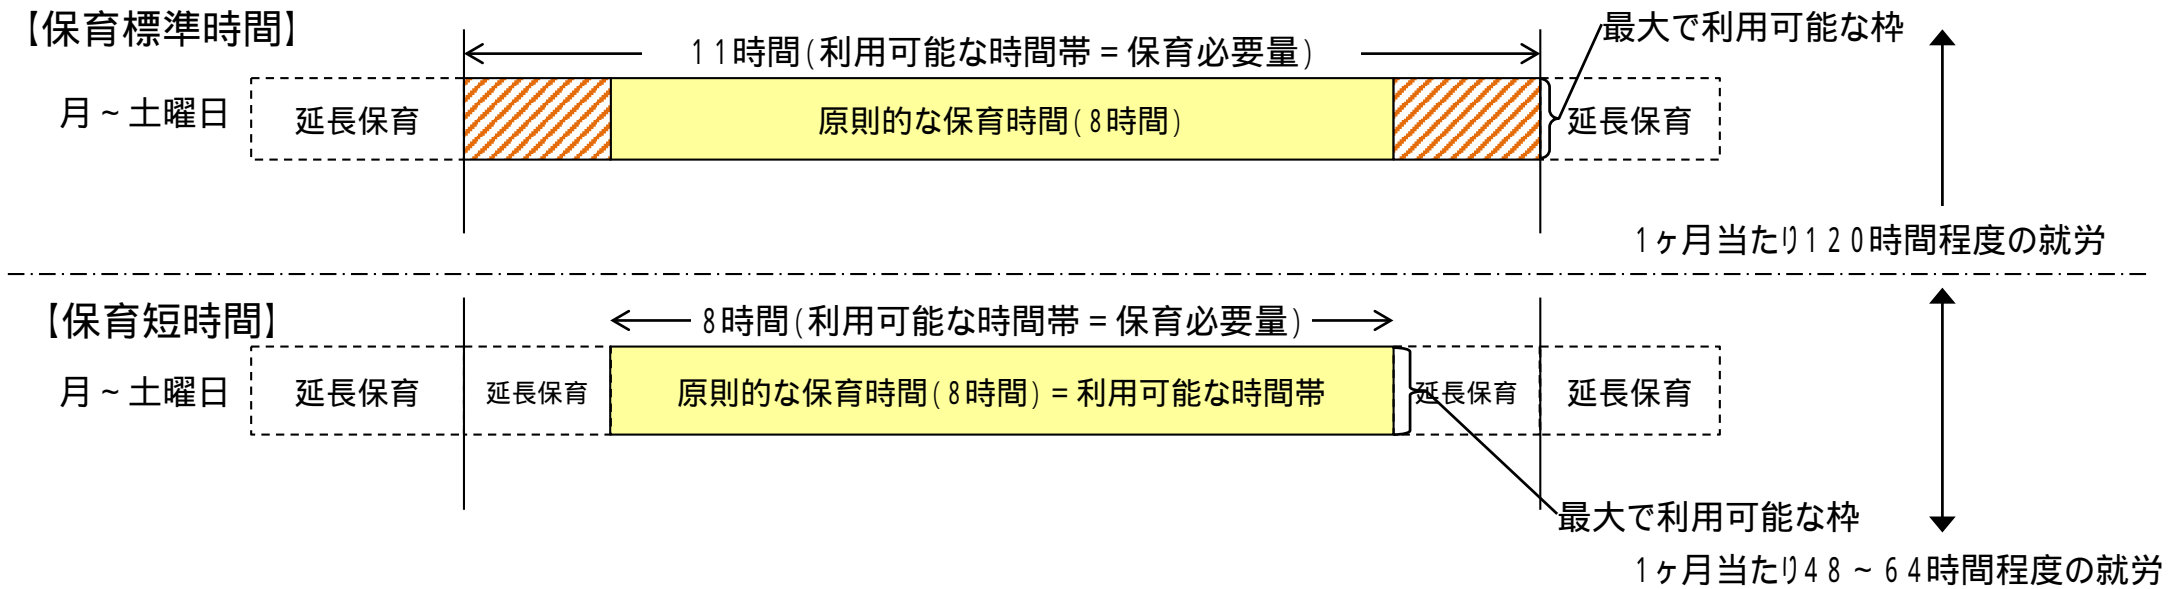 【保育標準時間】
最大で利用可能な枠
11時間(利用可能な時間帯=保育必要量)
月~土曜日
延長保育
原則的な保育時間(8時間)
延長保育
1ヶ月当たり120時間程度の就労
【保育短時間】
8時間(利用可能な時間帯=保育必要量)
月~土曜日
延長保育
延長保育
原則的な保育時間(8時間)=利用可能な時間帯
延長保育
延長保育
最大で利用可能な枠
1ヶ月当たり48~64時間程度の就労